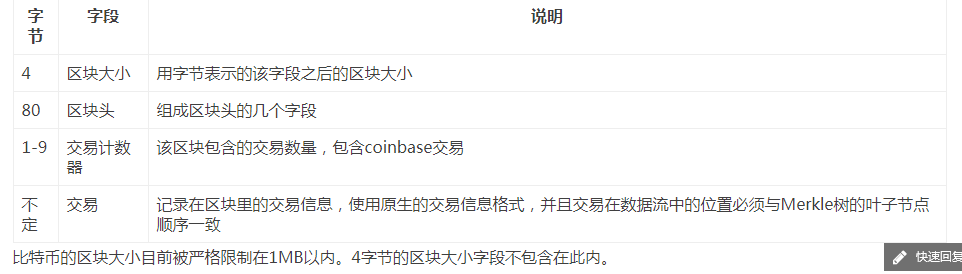 字节 字段 说明
4 区块大小 用字节表示的该字段之后的区块大小
80 区块头 组成区块头的几个字段
1-9 交易计数器 该区块包含的交易数量，包含coinbase交易
不定 交易 记录在区块里的交易信息，使用原生的交易信息格式，并且交易在数据流中的位置必须与Merkle树的叶子节点
顺序一致
比特币的区块大小目前被严格限制在1MB以内。4字节的区块大小字段不包含在此内。
快速回复